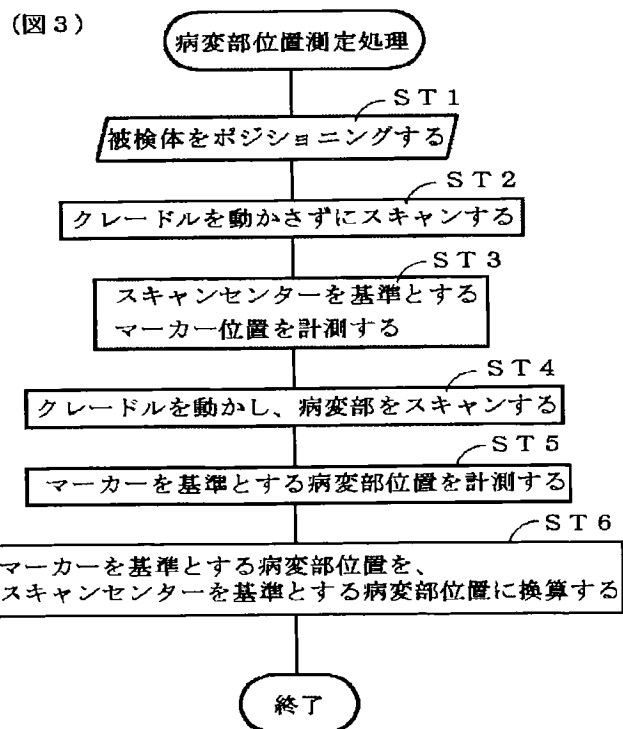 (図3)
病変部位置測定処理
ST1
被検体をポジショニングする
ST2
クレードルを動かさずにスキャンする
ST3
スキャンセンターを基準とする
マーカー位置を計測する
ST4
クレードルを動かし、病変部をスキャンする
ST5
マーカーを基準とする病変部位置を計測する
ST6
マーカーを基準とする病変部位置を、
スキャンセンターを基準とする病変部位置に換算する
終了